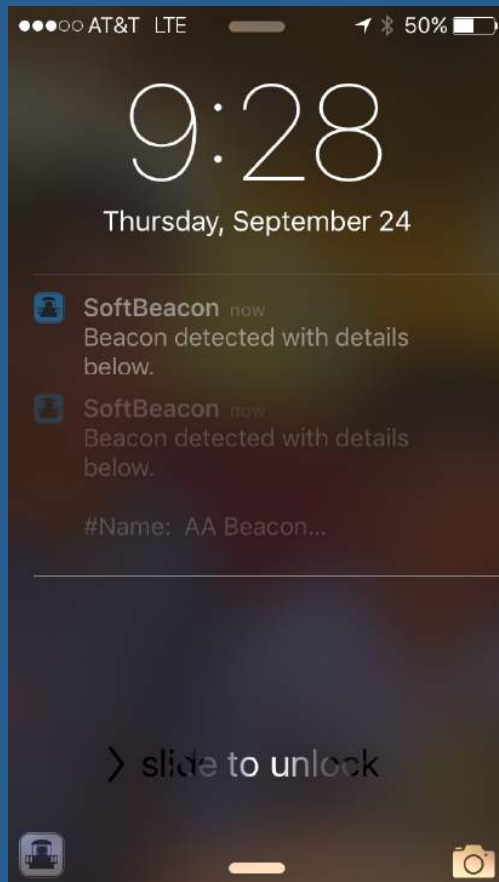 AT&T LTE 50%
9:28
Thursday, September 24
SoftBeacon now
Beacon detected with details
below.
SoftBeacon now
Beacon detected with details
below.
#Name: AA Beacon...
> slide to unlock